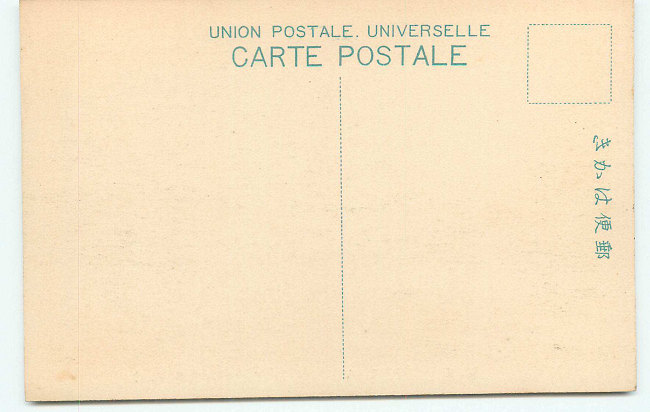 UNION POSTALE. UNIVERSELLE
CARTE POSTALE
郵便はかき